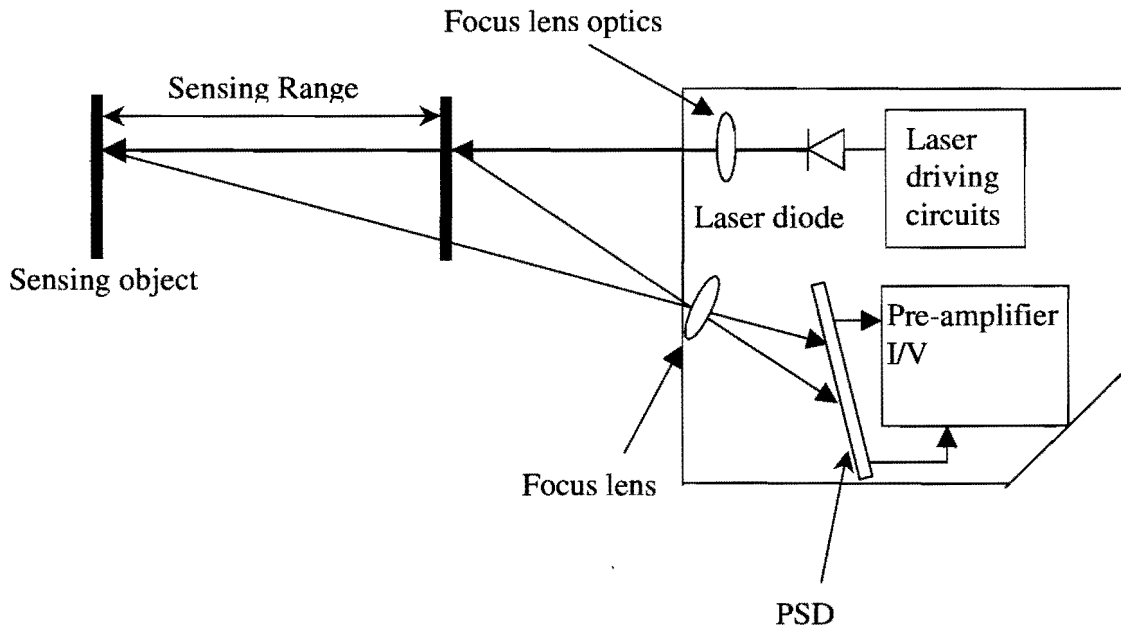 Focus lens optics
Sensing Range
Laser
driving
circuits
Laser diode
Sensing object
Pre-amplifier
I/V
Focus lens
PSD